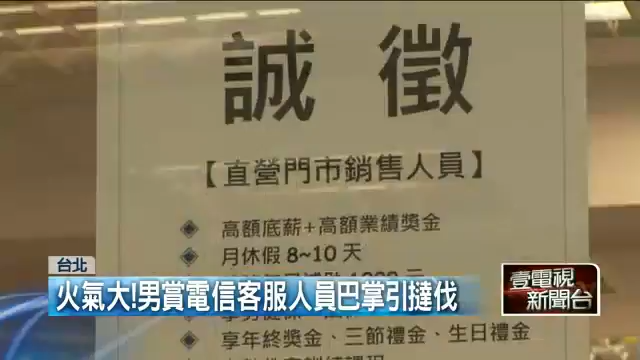 誠徵
【直營門市銷售人員】
◈ 高額底薪+高額業績獎金
◈ 月休假 8~10 天
台北
火氣大!男賞電信客服人員巴掌引撻伐
壹電視
新聞台
◈ 享年終獎金、三節禮金、生日禮金